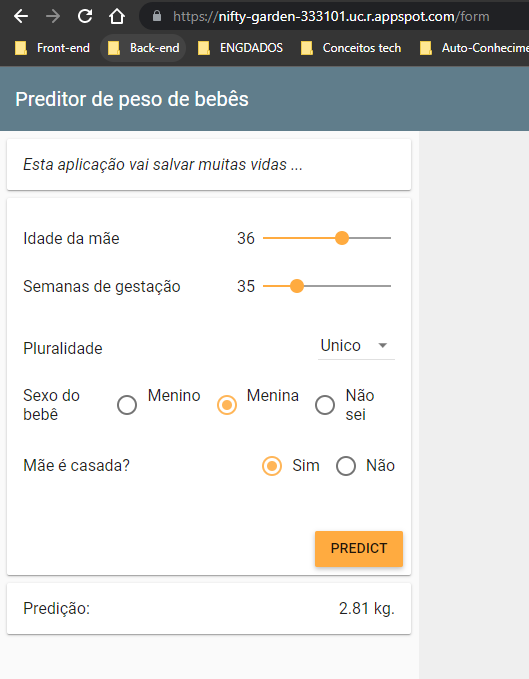 https://nifty-garden-333101.uc.r.appspot.com/form
Front-end Back-end ENGDADOS Conceitos tech Auto-Conhecime
Preditor de peso de bebês
Esta aplicação vai salvar muitas vidas ...
Idade da mãe 36
Semanas de gestação 35
Pluralidade Unico
Sexo do bebê Menino Menina Não sei
Mãe é casada? Sim Não
PREDICT
Predição: 2.81 kg.